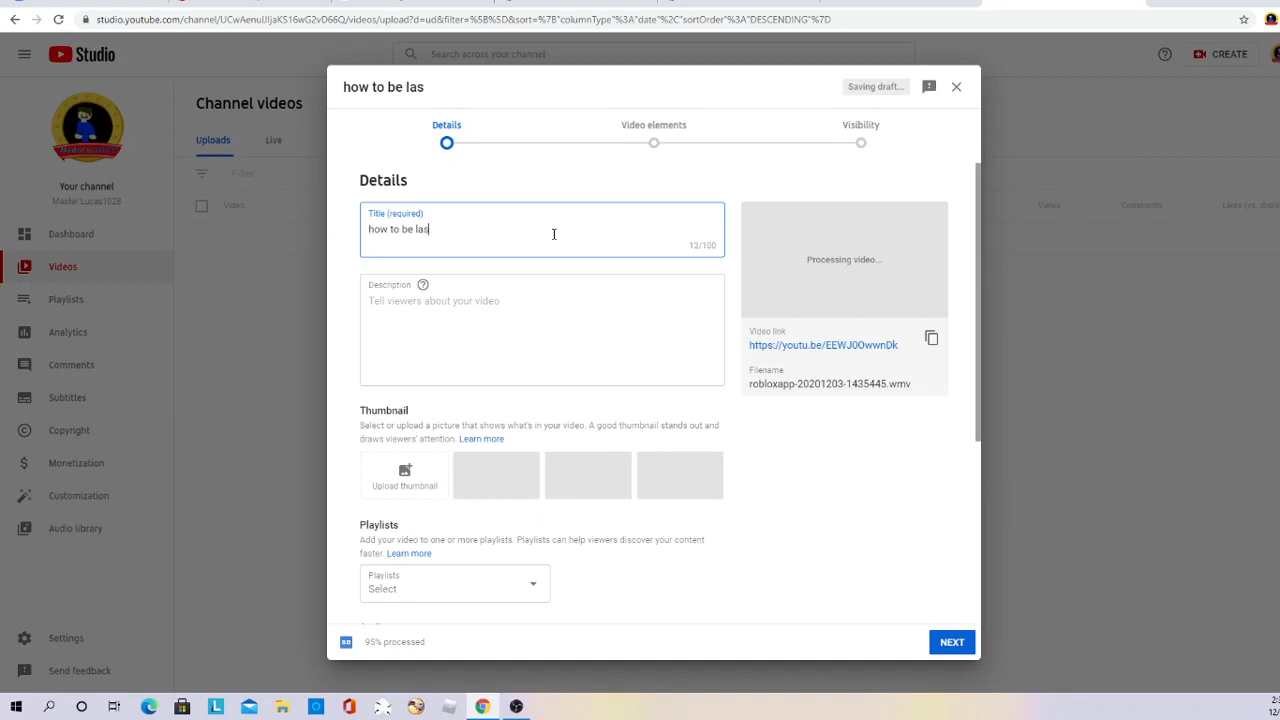 studio.youtube.com/channel/UCwAenuUIjaKS16wG2vD66Q/videos/upload?d=ud&filter=%5B%5D&sort=%7B"columnType"%3A"date"%2C"sortOrder"%3A"DESCENDING"%7D
Studio
Search across your channel
CREATE
how to be las
Saving draft...
Channel videos
Details
Video elements
Visibility
Uploads
Live
Filter
Details
Your channel
Master Lucas1028
Video
Views
Comments
Likes (vs.
Title (required)
how to be las
13/100
Processing video...
Dashboard
Videos
Playlists
Analytics
Comments
Subtitles
Copyright
Monetization
Customization
Audio library
Description
Tell viewers about your video
Video link
https://youtu.be/EEWJ0OwwnDk
Filename
robloxapp-20201203-1435445.wmv
Thumbnail
Select or upload a picture that shows what's in your video. A good thumbnail stands out and
draws viewers' attention. Learn more
Upload thumbnail
Playlists
Add your video to one or more playlists. Playlists can help viewers discover your content
faster. Learn more
Playlists
Select
Settings
Send feedback
SD
95% processed
NEXT